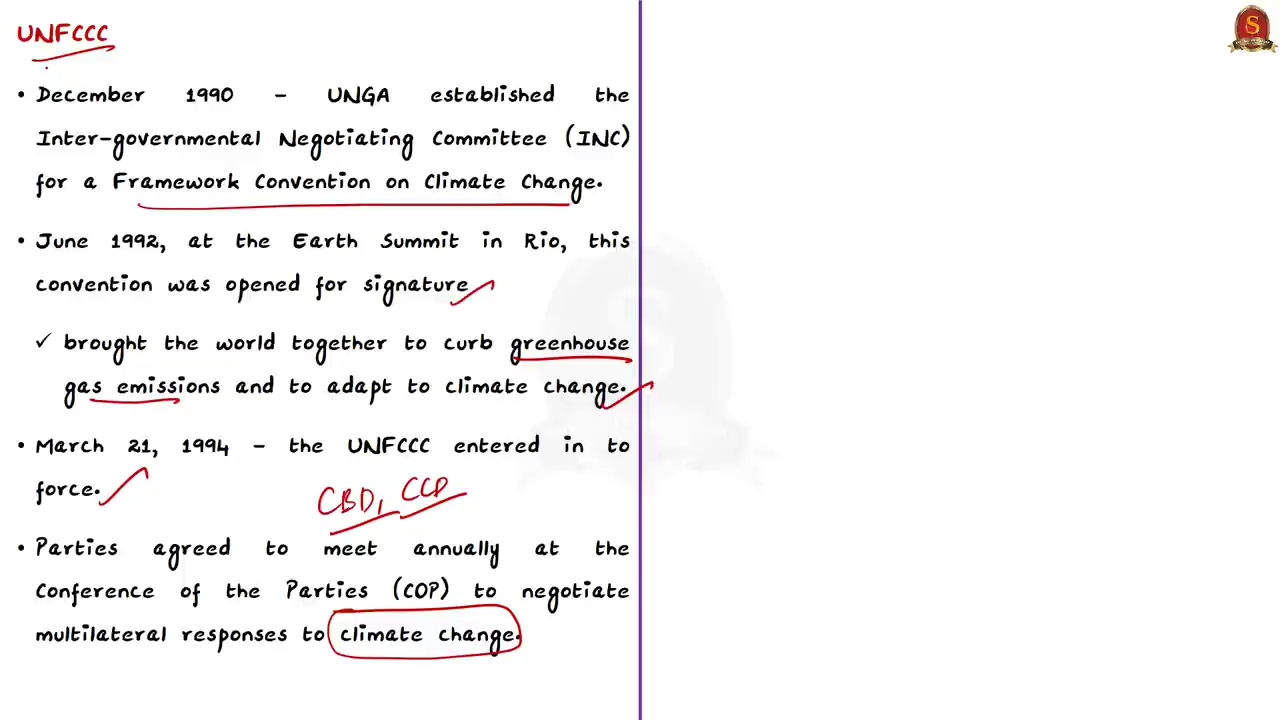 UNFCCC
• December 1990 - UNGA established the
Inter-governmental Negotiating Committee (INC)
for a Framework Convention on Climate Change.
• June 1992, at the Earth Summit in Rio, this
convention was opened for signature
✓ brought the world together to curb greenhouse
gas emissions and to adapt to climate change.
• March 21, 1994 - the UNFCCC entered in to
force.
CBD, CCD
• Parties agreed to meet annually at the
Conference of the Parties (COP) to negotiate
multilateral responses to climate change.
S